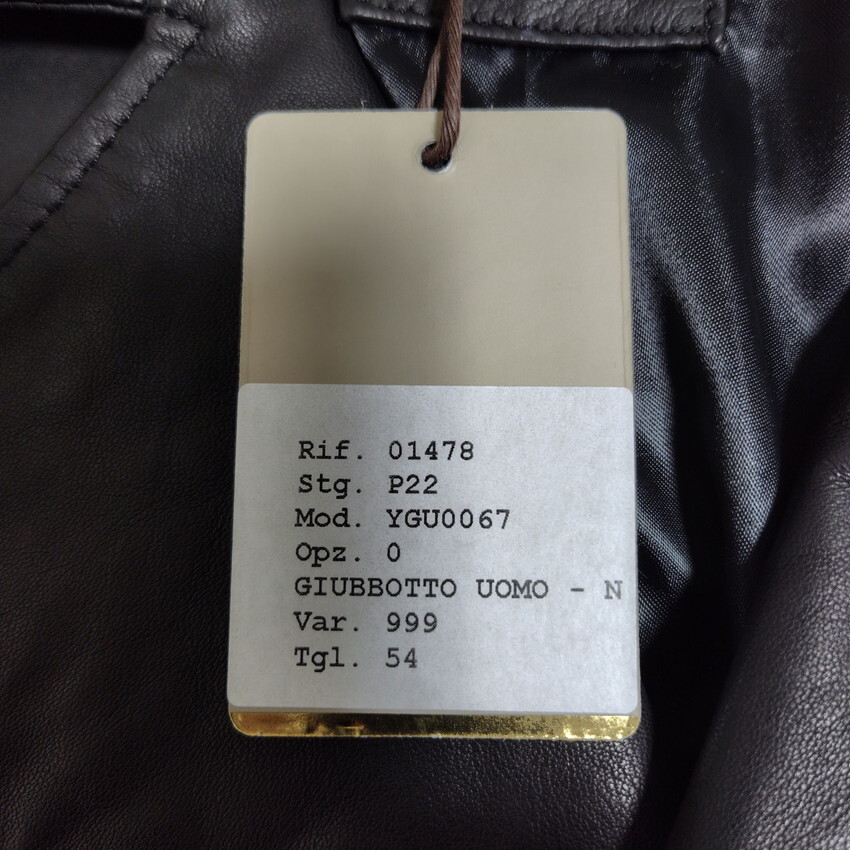 Rif. 01478
Stg. P22
Mod. YGU0067
Opz. 0
GIUBBOTTO UOMO - N
Var. 999
Tgl. 54